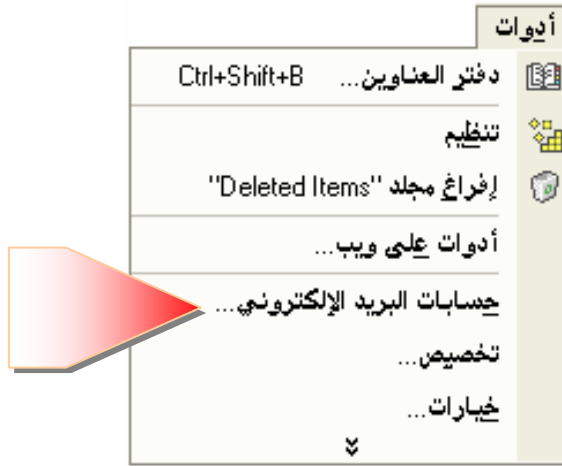 أدوات
دفتر العناوين... Ctrl+Shift+B
تنظيم
إفراغ مجلد "Deleted Items"
أدوات على ويب...
حسابات البريد الإلكتروني...
تخصيص...
خيارات...